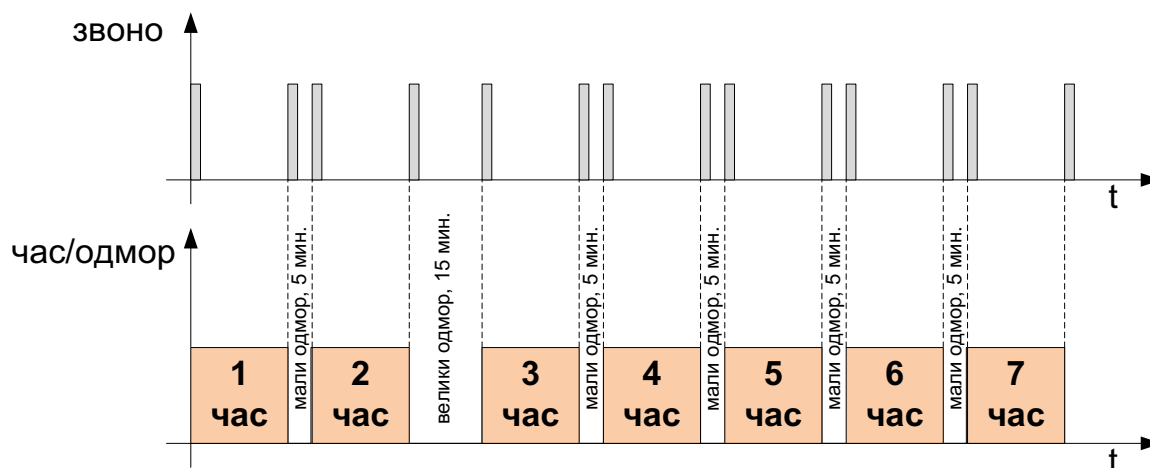 звоно
t
час/одмор
мали одмор, 5 мин.
велики одмор, 15 мин.
мали одмор, 5 мин.
мали одмор, 5 мин.
мали одмор, 5 мин.
мали одмор, 5 мин.
1
час
2
час
3
час
4
час
5
час
6
час
7
час
t